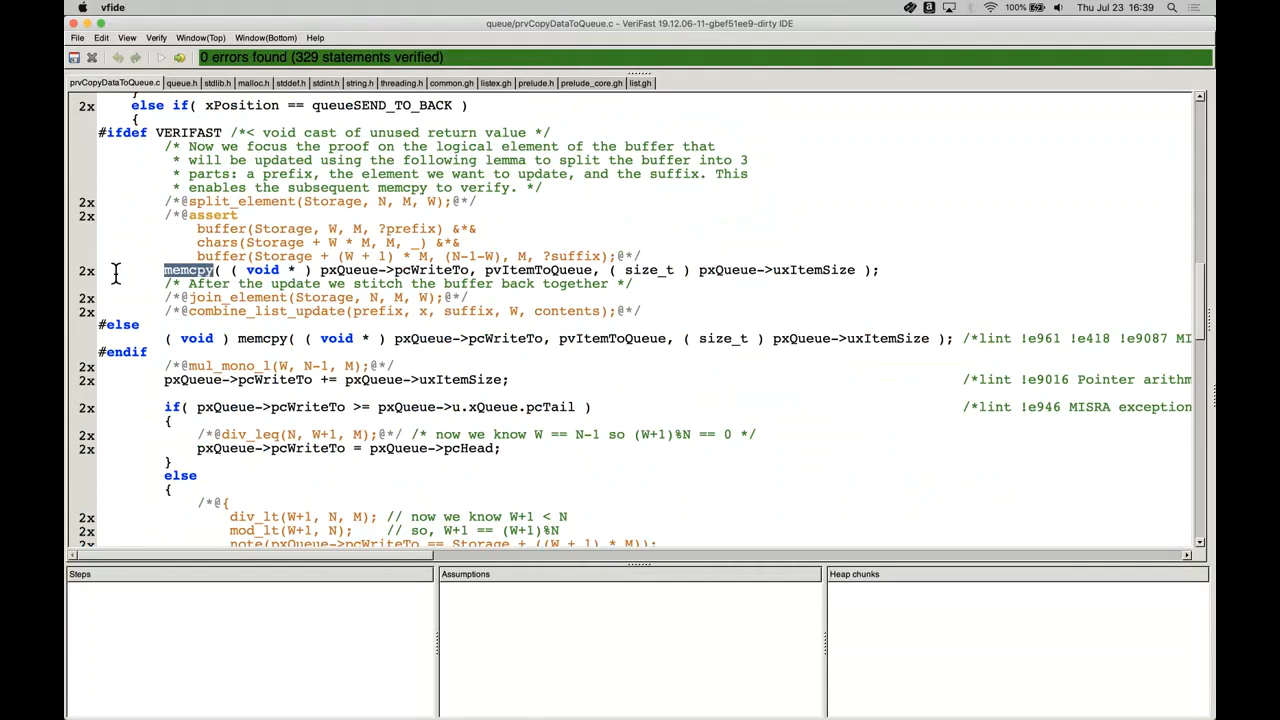 vfide
100%
Thu Jul 23 16:39
queue/prvCopyDataToQueue.c - VeriFast 19.12.06-11-gbef51ee9-dirty IDE
File Edit View Verify Window(Top) Window(Bottom) Help
0 errors found (329 statements verified)
prvCopyDataToQueue.c queue.h stdlib.h malloc.h stddef.h stdint.h string.h threading.h common.gh listex.gh prelude.h prelude_core.gh list.gh
}
2x else if( xPosition == queueSEND_TO_BACK )
{
#ifdef VERIFAST /*< void cast of unused return value */
/* Now we focus the proof on the logical element of the buffer that
* will be updated using the following lemma to split the buffer into 3
* parts: a prefix, the element we want to update, and the suffix. This
* enables the subsequent memcpy to verify. */
2x /*@split_element(Storage, N, M, W);@*/
2x /*@assert
buffer(Storage, W, M, ?prefix) &*&
chars(Storage + W * M, M, _) &*&
buffer(Storage + (W + 1) * M, (N-1-W), M, ?suffix);@*/
2x memcpy( ( void * ) pxQueue->pcWriteTo, pvItemToQueue, ( size_t ) pxQueue->uxItemSize );
/* After the update we stitch the buffer back together */
2x /*@join_element(Storage, N, M, W);@*/
2x /*@combine_list_update(prefix, x, suffix, W, contents);@*/
#else
( void ) memcpy( ( void * ) pxQueue->pcWriteTo, pvItemToQueue, ( size_t ) pxQueue->uxItemSize ); /*lint !e961 !e418 !e9087 MI
#endif
2x /*@mul_mono_l(W, N-1, M);@*/
2x pxQueue->pcWriteTo += pxQueue->uxItemSize; /*lint !e9016 Pointer arithm
2x if( pxQueue->pcWriteTo >= pxQueue->u.xQueue.pcTail ) /*lint !e946 MISRA exception
{
2x /*@div_leq(N, W+1, M);@*/ /* now we know W == N-1 so (W+1)%N == 0 */
2x pxQueue->pcWriteTo = pxQueue->pcHead;
}
else
{
/*@{
2x div_lt(W+1, N, M); // now we know W+1 < N
2x mod_lt(W+1, N); // so, W+1 == (W+1)%N
2x note(pxQueue->pcWriteTo == Storage + ((W + 1) * M));
Steps
Assumptions
Heap chunks